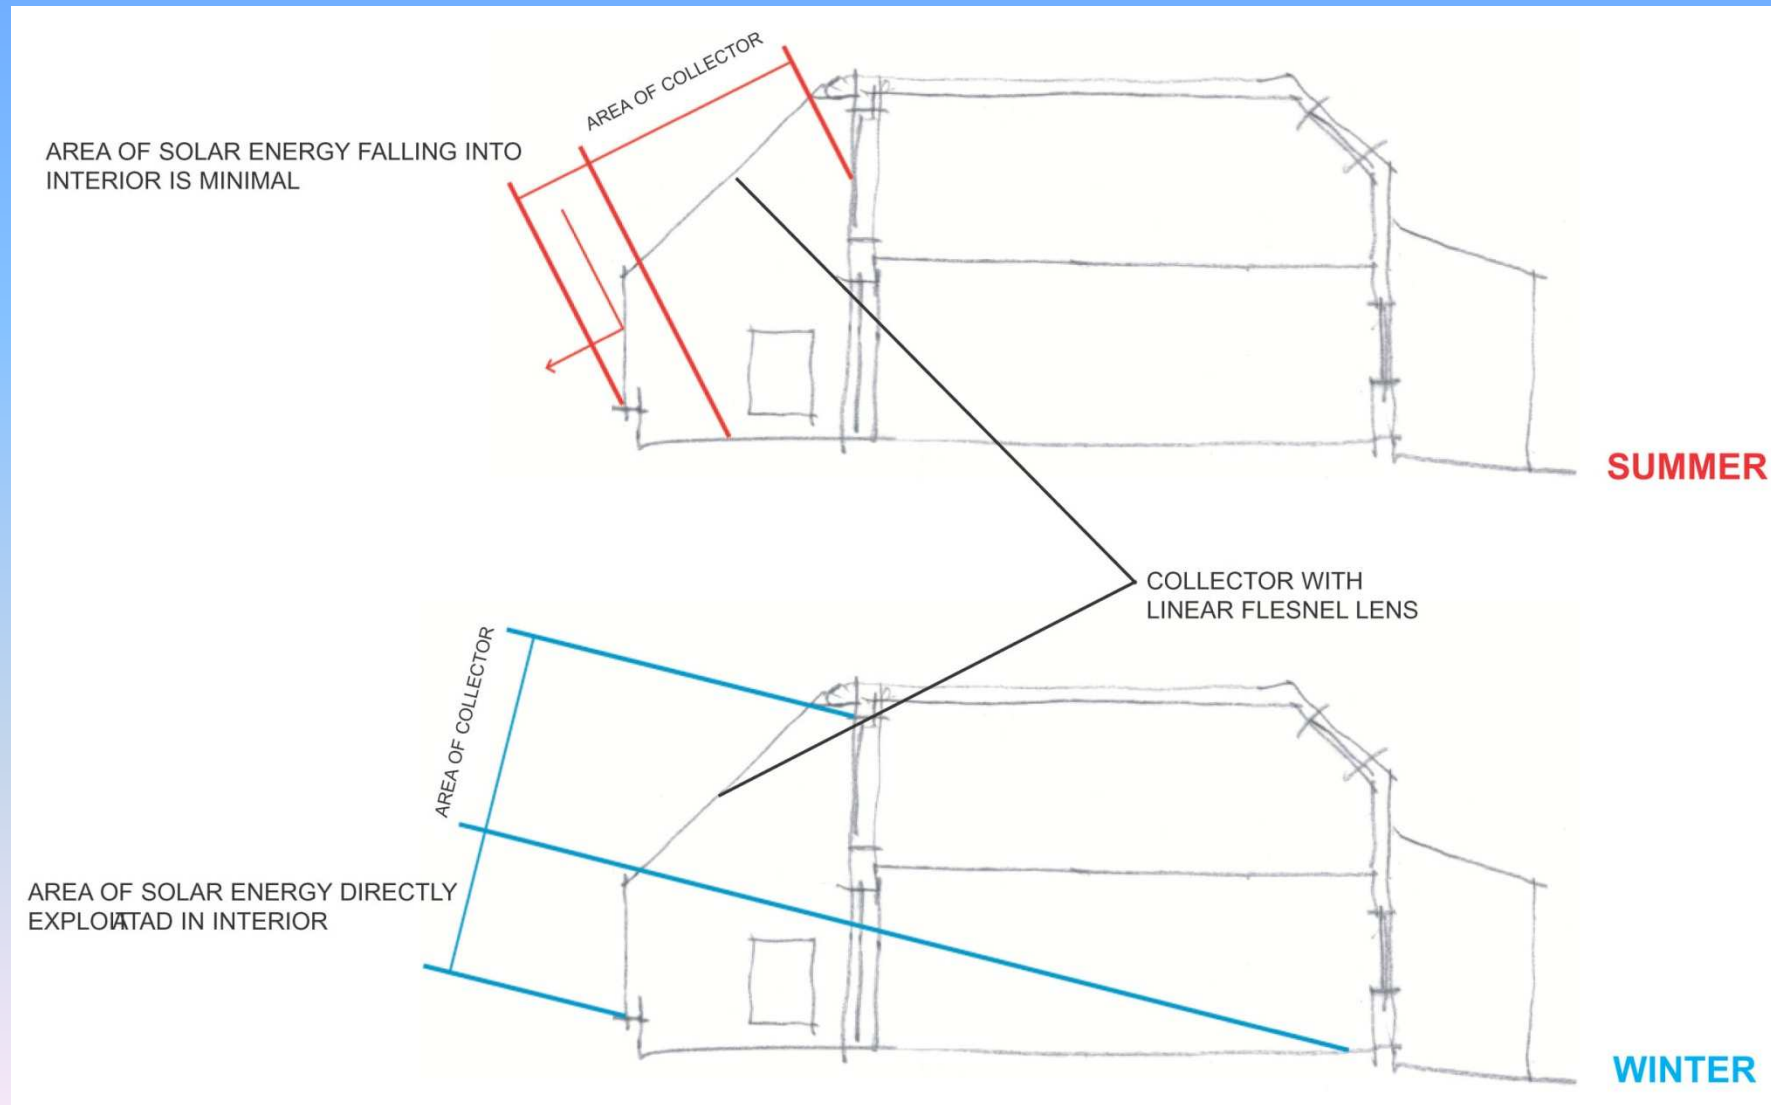 AREA OF COLLECTOR
AREA OF SOLAR ENERGY FALLING INTO
INTERIOR IS MINIMAL
SUMMER
COLLECTOR WITH
LINEAR FLESNEL LENS
AREA OF COLLECTOR
AREA OF SOLAR ENERGY DIRECTLY
EXPLOIATAD IN INTERIOR
WINTER